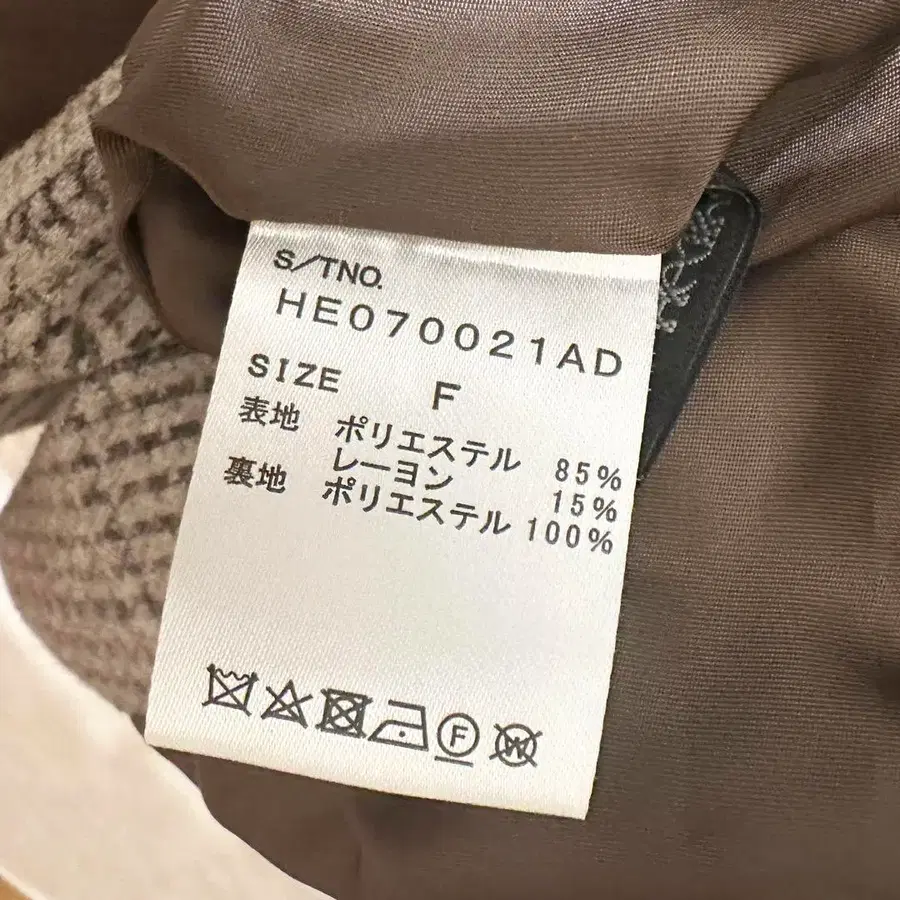 S/TNO.
HE070021AD
SIZE F
表地 ポリエステル 85%
レーヨン 15%
裏地 ポリエステル 100%
F
W